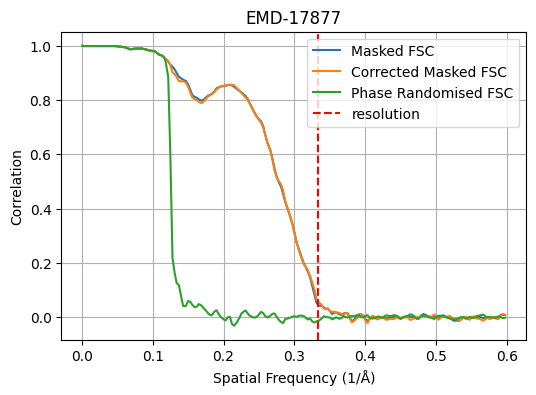 EMD-17877
Masked FSC
Corrected Masked FSC
Phase Randomised FSC
resolution
Correlation
1.0
0.8
0.6
0.4
0.2
0.0
0.0 0.1 0.2 0.3 0.4 0.5 0.6
Spatial Frequency (1/Å)